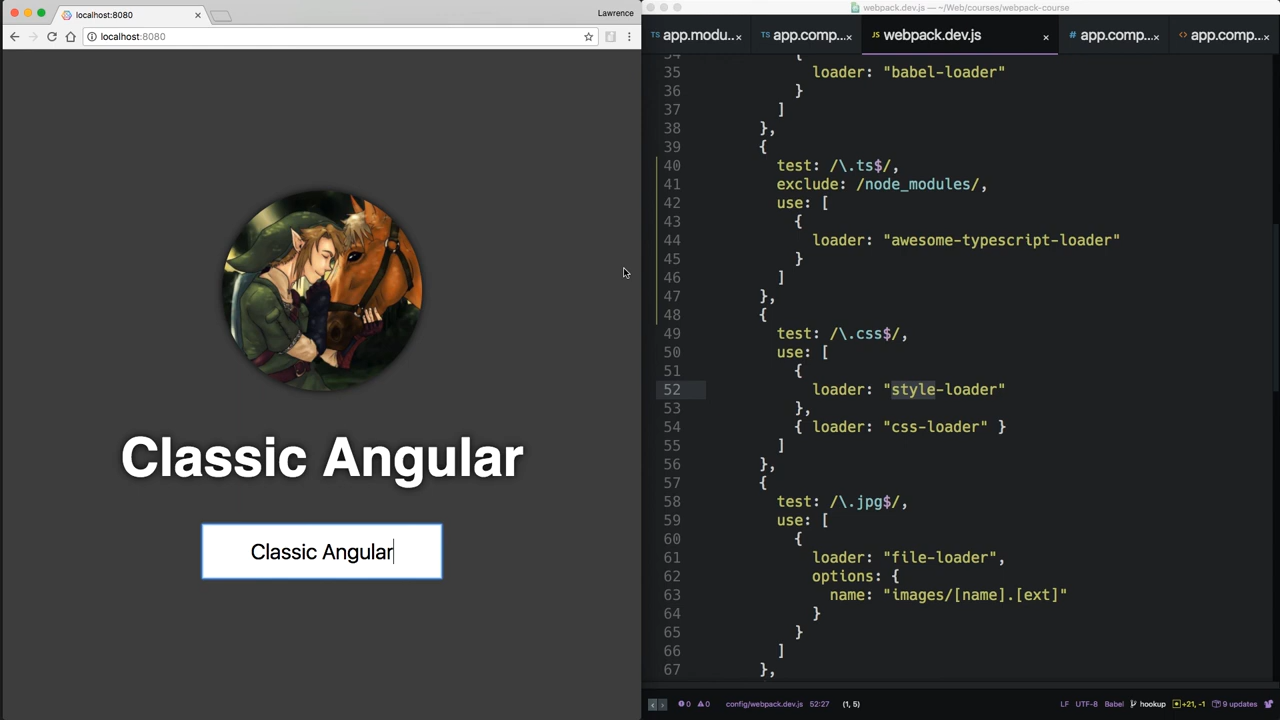 localhost:8080
Lawrence
localhost:8080
Classic Angular
Classic Angular
webpack.dev.js — ~/Web/courses/webpack-course
TS app.modu..
TS app.comp...
JS webpack.dev.js
# app.comp...
<> app.comp...
34 {
35 loader: "babel-loader"
36 }
37 ]
38 },
39 {
40 test: /\.ts$/,
41 exclude: /node_modules/,
42 use: [
43 {
44 loader: "awesome-typescript-loader"
45 }
46 ]
47 },
48 {
49 test: /\.css$/,
50 use: [
51 {
52 loader: "style-loader"
53 },
54 { loader: "css-loader" }
55 ]
56 },
57 {
58 test: /\.jpg$/,
59 use: [
60 {
61 loader: "file-loader",
62 options: {
63 name: "images/[name].[ext]"
64 }
65 }
66 ]
67 },
0 0 config/webpack.dev.js 52:27 (1, 5) LF UTF-8 Babel hookup +21, -1 9 updates